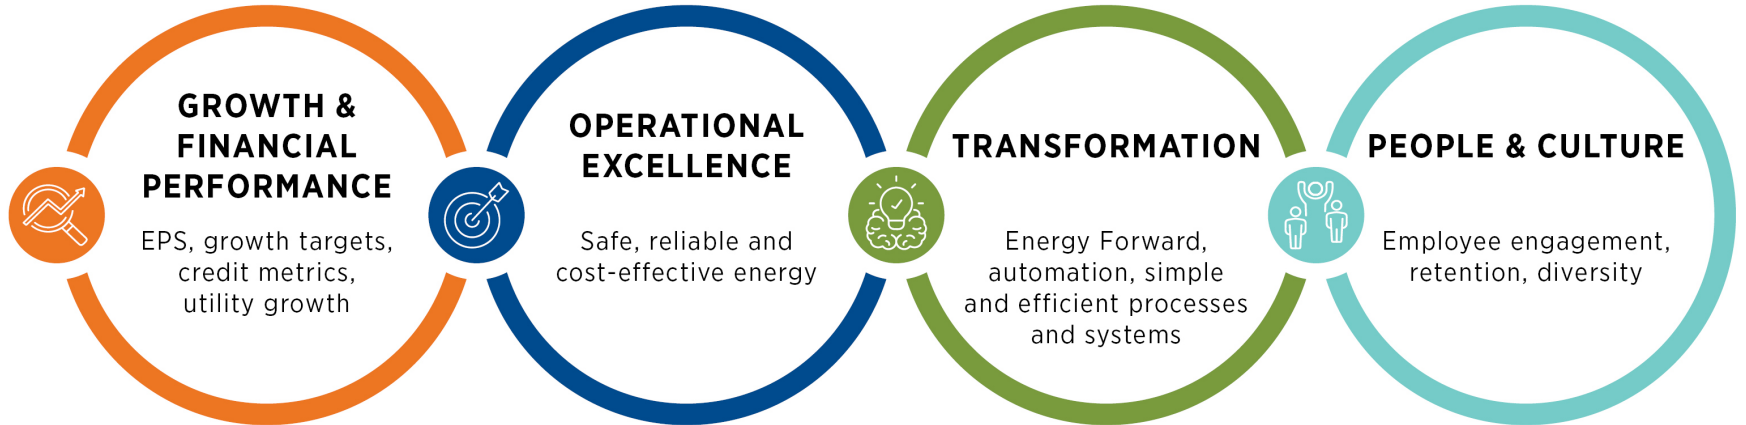 GROWTH &
FINANCIAL
PERFORMANCE
EPS, growth targets,
credit metrics,
utility growth
OPERATIONAL
EXCELLENCE
Safe, reliable and
cost-effective energy
TRANSFORMATION
Energy Forward,
automation, simple
and efficient processes
and systems
PEOPLE & CULTURE
Employee engagement,
retention, diversity